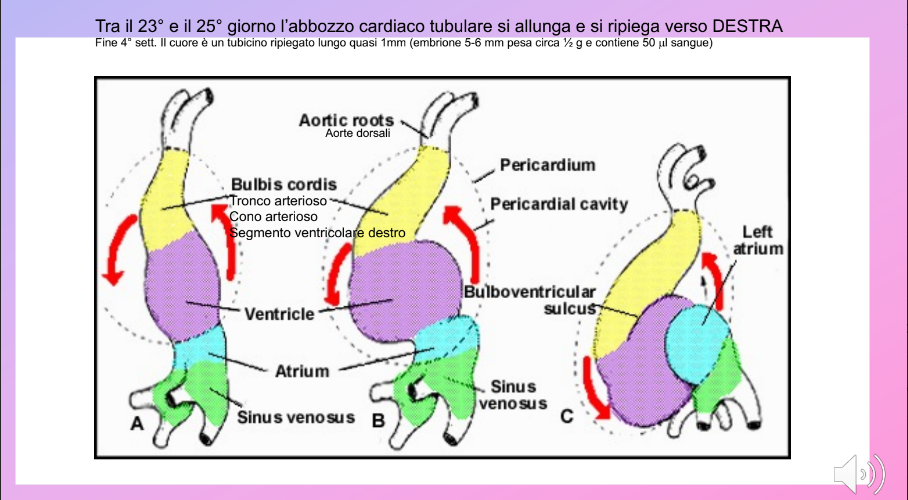 Tra il 23° e il 25° giorno l'abbozzo cardiaco tubulare si allunga e si ripiega verso DESTRA
Fine 4° sett. Il cuore è un tubicino ripiegato lungo quasi 1mm (embrione 5-6 mm pesa circa ½ g e contiene 50 μl sangue)
Aortic roots
Aorte dorsali
Pericardium
Bulbis cordis
Tronco arterioso
Cono arterioso
Segmento ventricolare destro
Pericardial cavity
Left
atrium
Bulboventricular
sulcus
Ventricle
Atrium
Sinus
venosus
Sinus venosus
A
B
C